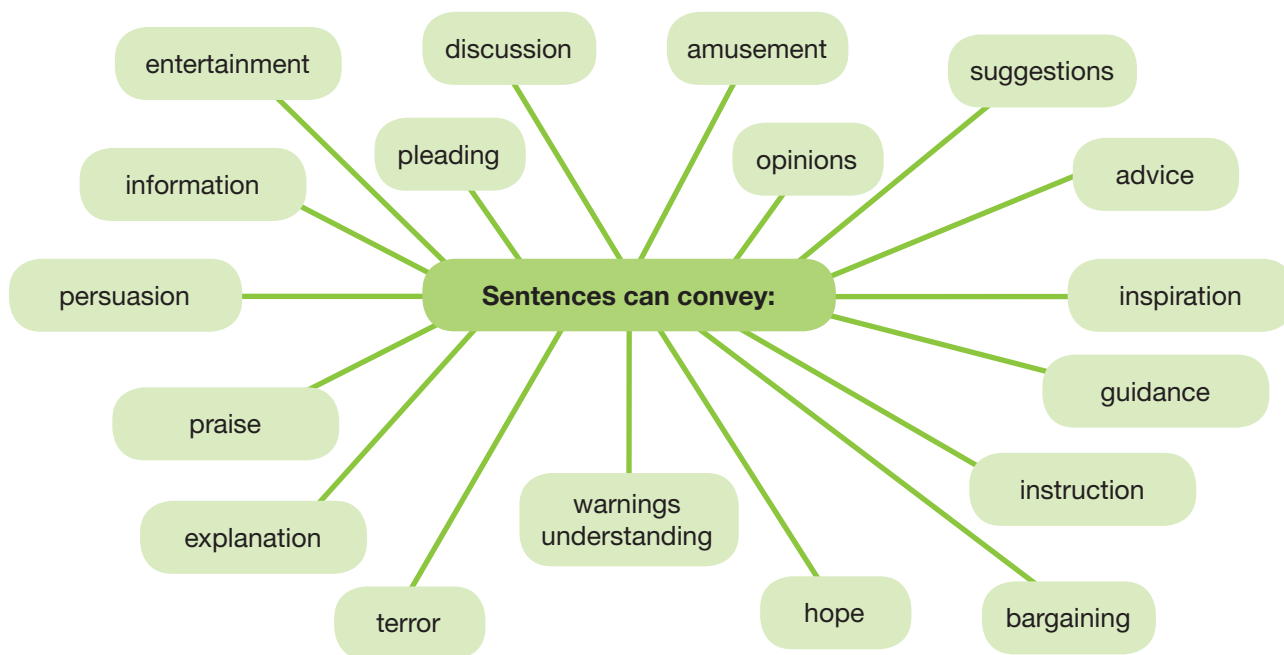 discussion
amusement
entertainment
suggestions
pleading
opinions
information
advice
Sentences can convey:
persuasion
inspiration
guidance
praise
instruction
warnings
understanding
explanation
hope
bargaining
terror